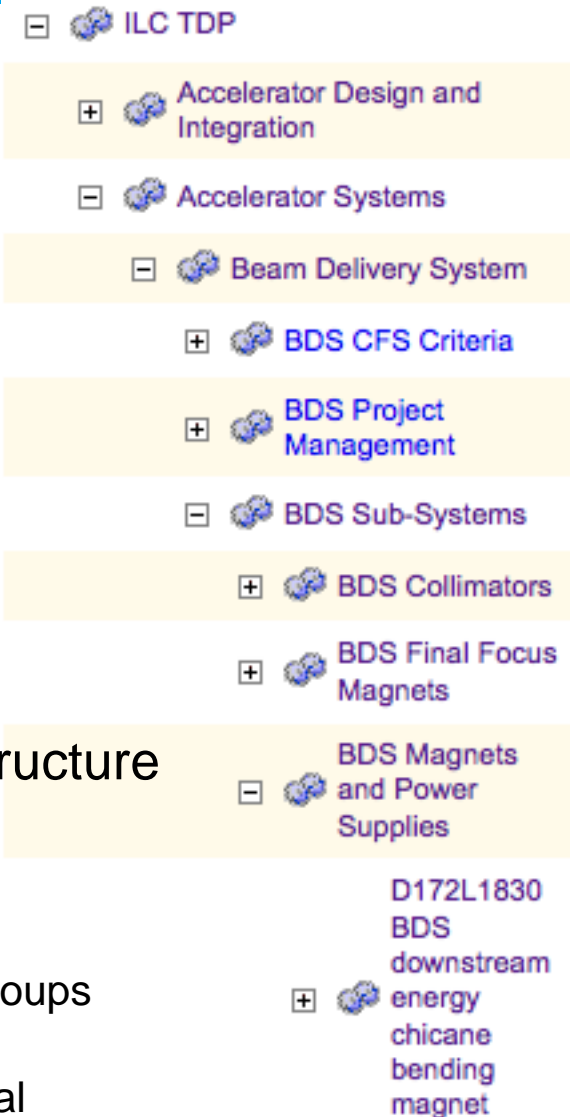 ILC TDP
Accelerator Design and
Integration
Accelerator Systems
Beam Delivery System
BDS CFS Criteria
BDS Project
Management
BDS Sub-Systems
BDS Collimators
BDS Final Focus
Magnets
BDS Magnets
and Power
Supplies
ructure
D172L1830
BDS
downstream
energy
chicane
bending
magnet
oups
al